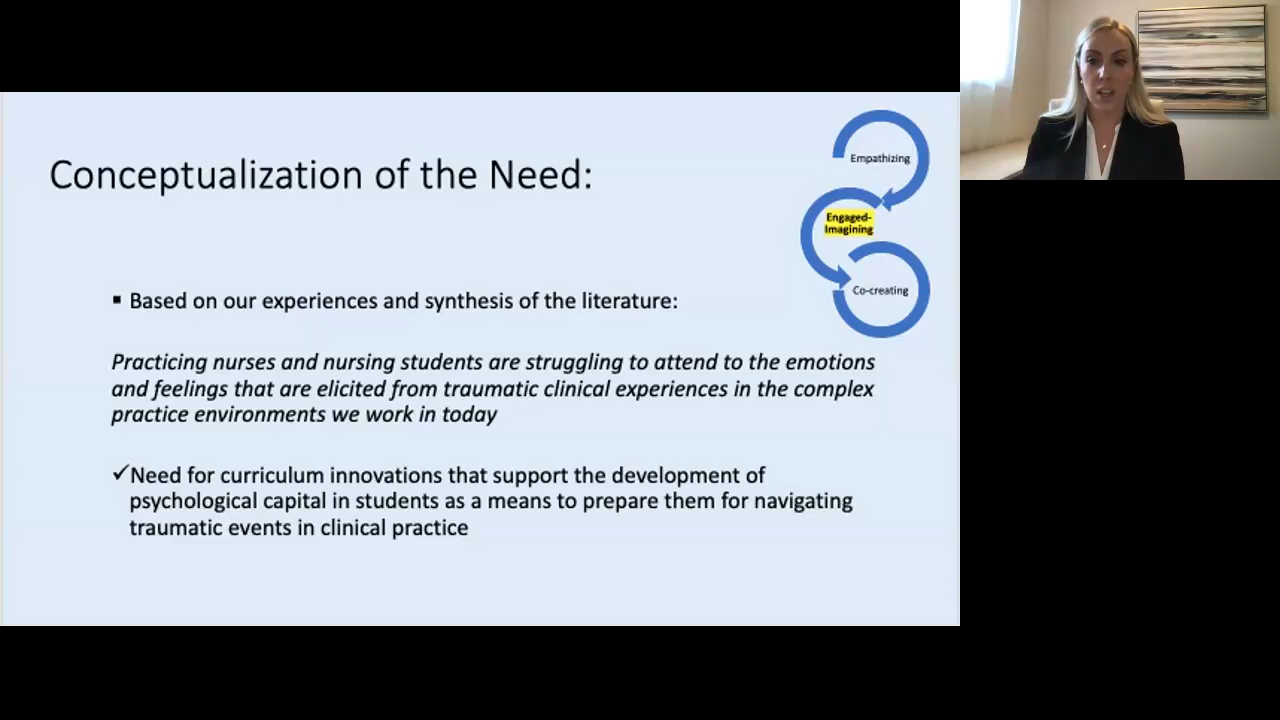 Conceptualization of the Need:
Empathizing
Engaged-
Imagining
Co-creating
▪ Based on our experiences and synthesis of the literature:
Practicing nurses and nursing students are struggling to attend to the emotions
and feelings that are elicited from traumatic clinical experiences in the complex
practice environments we work in today
✓Need for curriculum innovations that support the development of
psychological capital in students as a means to prepare them for navigating
traumatic events in clinical practice